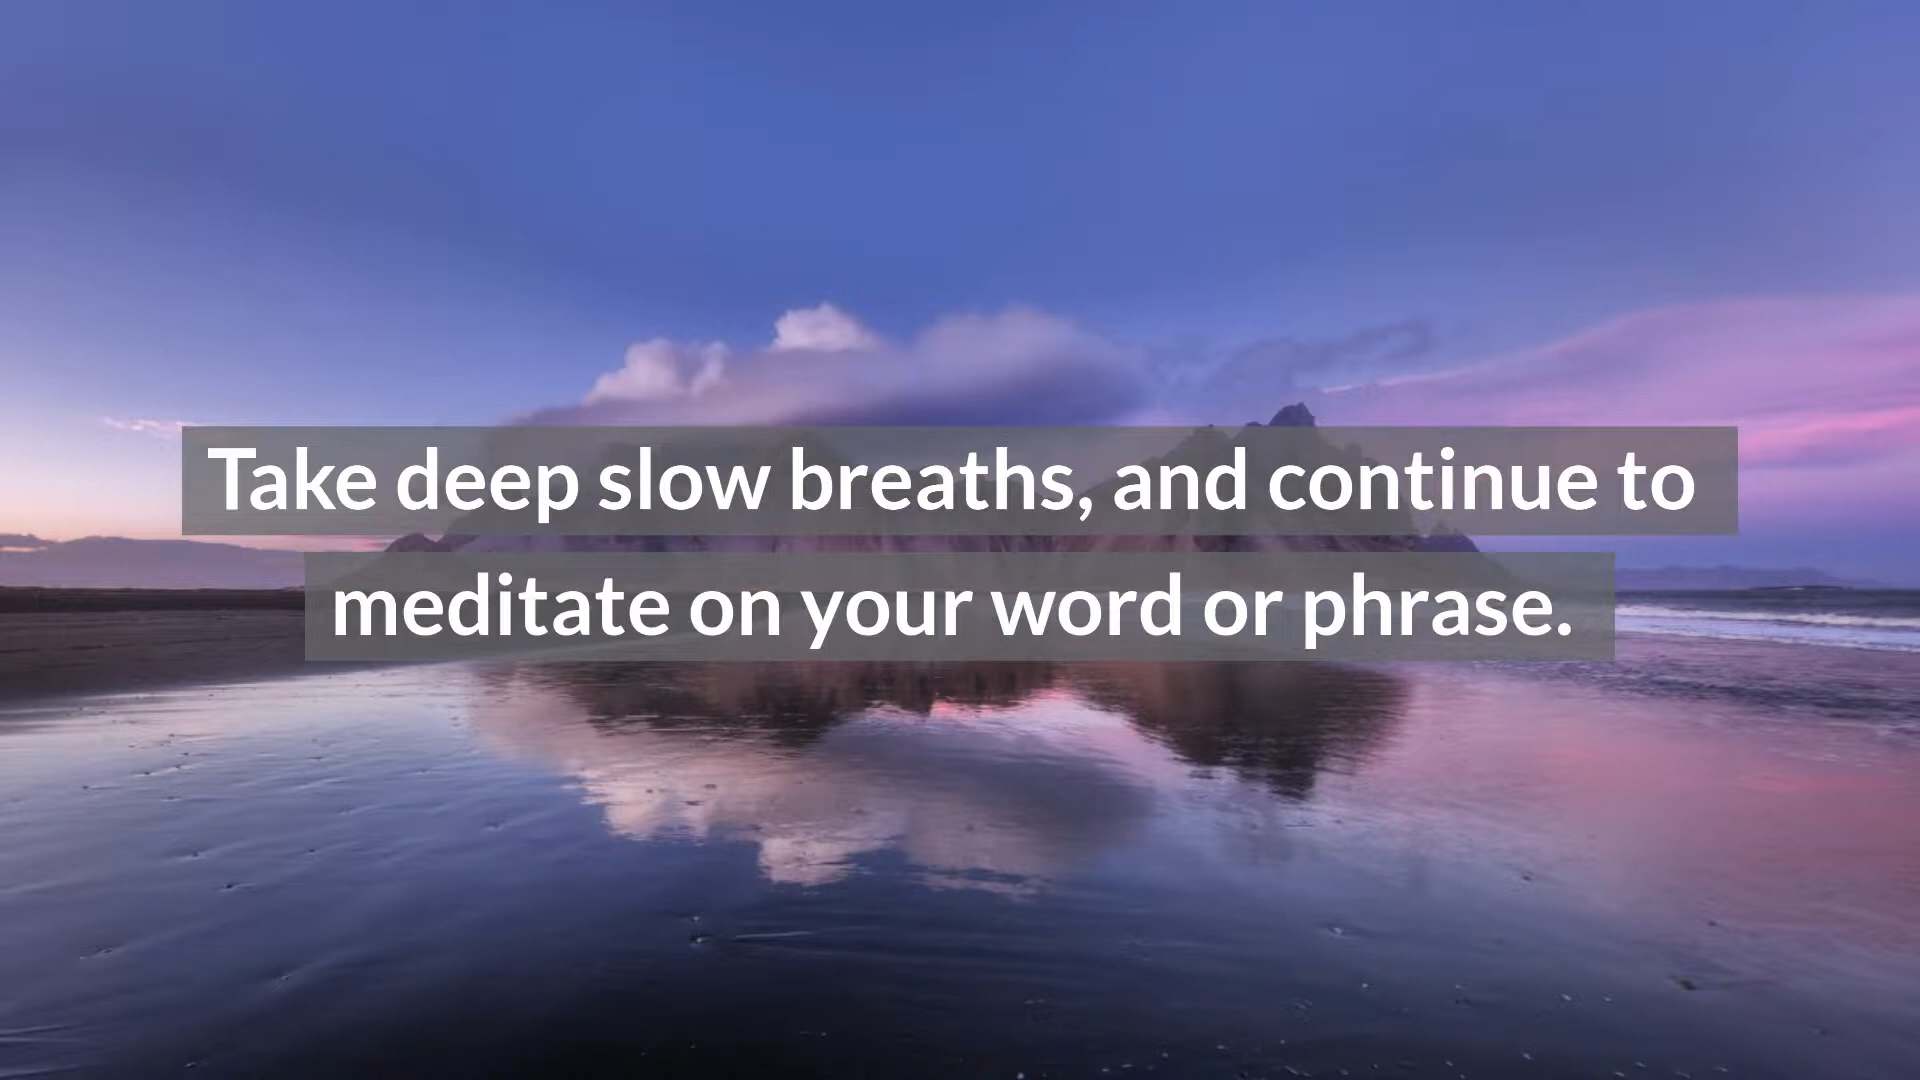 Take deep slow breaths, and continue to
meditate on your word or phrase.